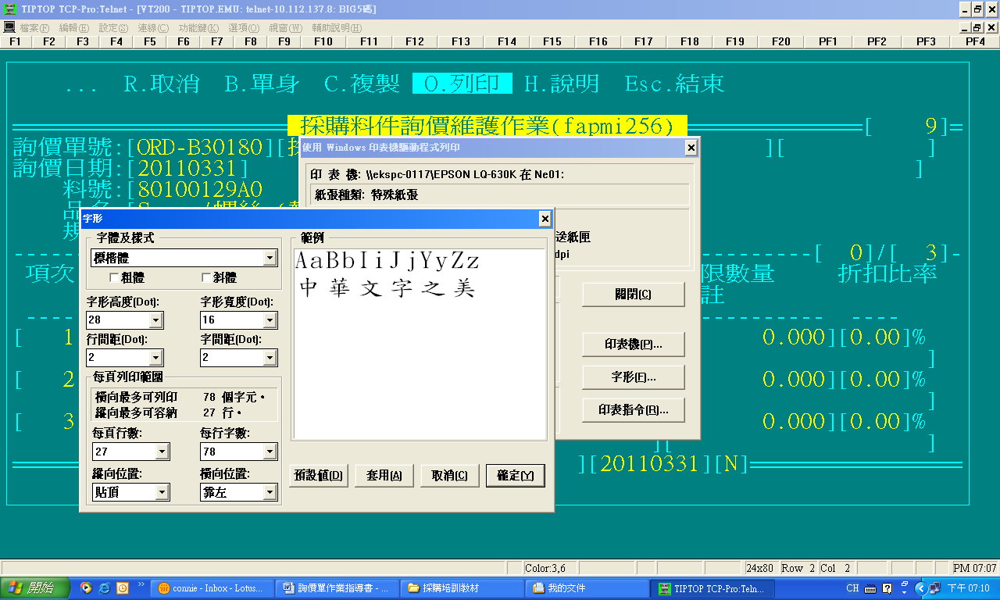 TIPTOP TCP-Pro:Telnet - [VT200 - TIPTOP.EMU: telnet-10.112.137.8: BIG5碼]
檔案(F) 編輯(E) 設定(S) 連線(C) 功能鍵(K) 選項(O) 視窗(W) 輔助說明(H)
F1 F2 F3 F4 F5 F6 F7 F8 F9 F10 F11 F12 F13 F14 F15 F16 F17 F18 F19 F20 PF1 PF2 PF3 PF4
... R.取消 B.單身 C.複製 O.列印 H.說明 Esc.結束
採購料件詢價維護作業(fapmi256) [ 9]=
詢價單號:[ORD-B30180][ ][ ]
詢價日期:[20110331] ]
料號:[80100129A0
使用 Windows 印表機驅動程式列印
印 表 機: \\ekspc-0117\EPSON LQ-630K 在 Ne01:
紙張種類: 特殊紙張
送紙匣
dpi
關閉(C)
印表機(P)...
字形(F)...
印表指令(R)...
字形
字體及樣式
標楷體
粗體 斜體
字形高度(Dot): 字形寬度(Dot):
28 16
行間距(Dot): 字間距(Dot):
2 2
每頁列印範圍
橫向最多可列印 78 個字元。
縱向最多可容納 27 行。
每頁行數: 每行字數:
27 78
縱向位置: 橫向位置:
貼頂 靠左
範例
AaBbIiJjYyZz
中華文字之美
預設值(D) 套用(A) 取消(C) 確定(Y)
[ 0]/[ 3]-
項次 限數量 折扣比率
註
[ 1 0.000][0.00]%
]
[ 2 0.000][0.00]%
]
[ 3 0.000][0.00]%
][ ]
][20110331][N]
Color:3,6 24x80 Row 2 Col 2 PM 07:07
開始 connie - Inbox - Lotus... 詢價單作業指導書 - ... 採購培訓教材 我的文件 TIPTOP TCP-Pro:Teln... CH 下午 07:10